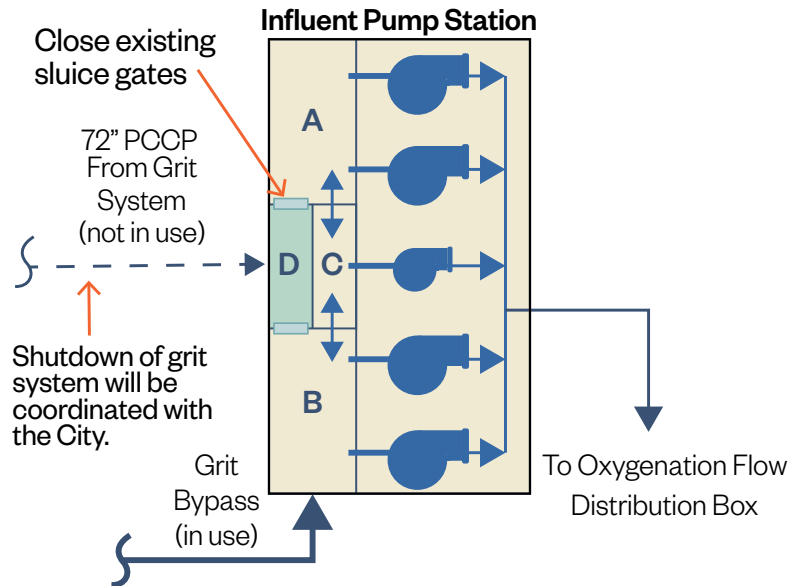 Influent Pump Station
Close existing
sluice gates
A
72” PCCP
From Grit
System
(not in use)
D
C
Shutdown of grit
system will be
coordinated with
the City.
B
Grit
Bypass
(in use)
To Oxygenation Flow
Distribution Box